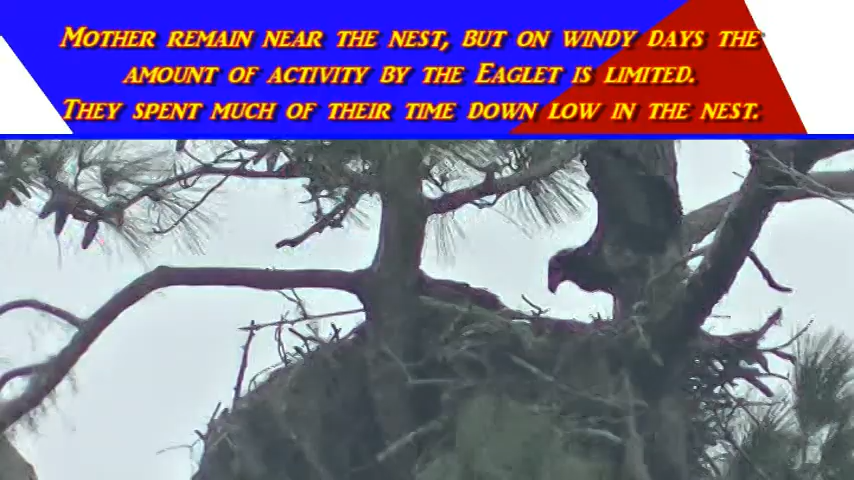 Mother remain near the nest, but on windy days the
amount of activity by the Eaglet is limited.
They spent much of their time down low in the nest.